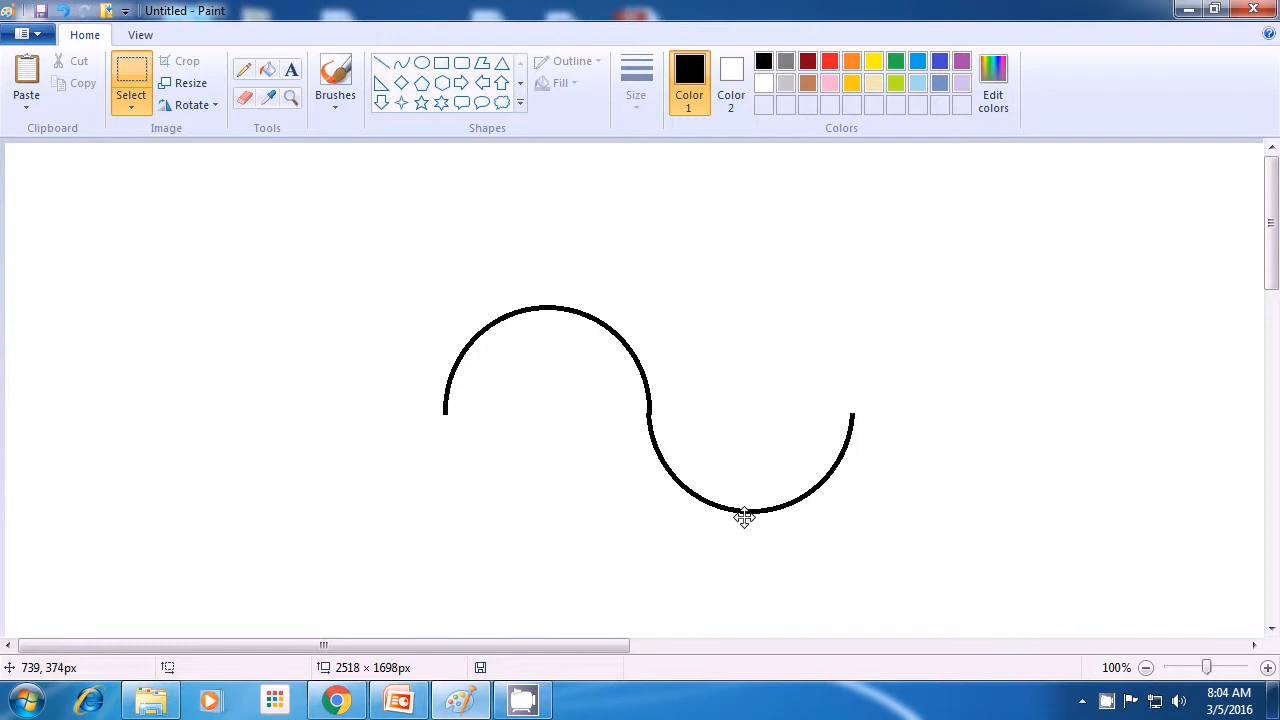 Untitled - Paint
Home View
Paste
Cut
Copy
Clipboard
Select
Crop
Resize
Rotate
Image
A
Tools
Brushes
Outline
Fill
Shapes
Size
Color 1
Color 2
Edit colors
Colors
739, 374px 2518 × 1698px 100%
8:04 AM
3/5/2016